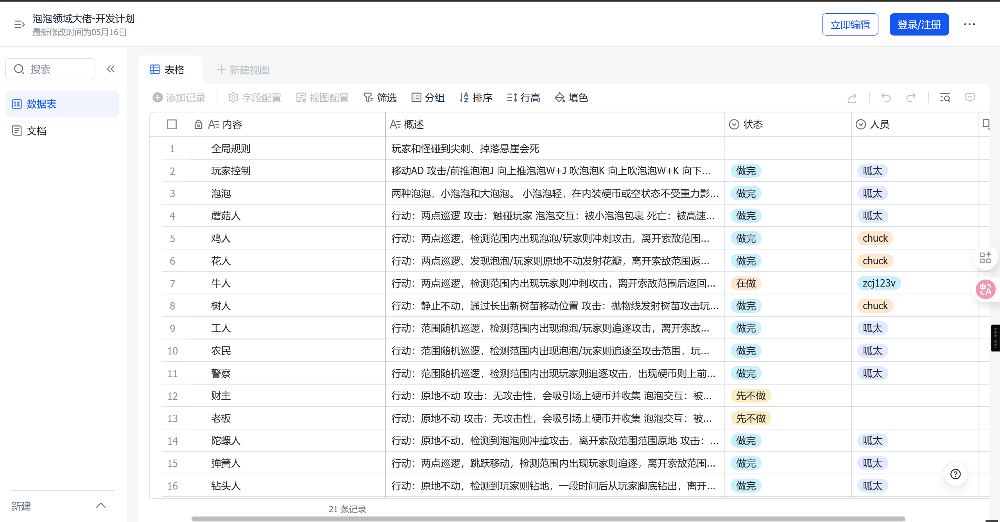 泡泡领域大佬-开发计划
最新修改时间为05月16日
立即编辑
登录/注册
搜索
数据表
文档
新建
表格
新建视图
添加记录 字段配置 视图配置 筛选 分组 排序 行高 填色
内容 概述 状态 人员
1 全局规则 玩家和怪碰到尖刺、掉落悬崖会死
2 玩家控制 移动AD 攻击/前推泡泡J 向上推泡泡W+J 吹泡泡K 向上吹泡泡W+K 向下... 做完 呱太
3 泡泡 两种泡泡，小泡泡和大泡泡。 小泡泡轻，在内装硬币或空状态不受重力影... 做完 呱太
4 蘑菇人 行动：两点巡逻 攻击：触碰玩家 泡泡交互：被小泡泡包裹 死亡：被高速... 做完 呱太
5 鸡人 行动：两点巡逻，检测范围内出现泡泡/玩家则冲刺攻击，离开索敌范围... 做完 chuck
6 花人 行动：两点巡逻、发现泡泡/玩家则原地不动发射花瓣，离开索敌范围返... 做完 chuck
7 牛人 行动：两点巡逻，检测范围内出现玩家则冲刺攻击，离开索敌范围后返回... 在做 zcj123v
8 树人 行动：静止不动，通过长出新树苗移动位置 攻击：抛物线发射树苗攻击玩... 做完 chuck
9 工人 行动：范围随机巡逻，检测范围内出现泡泡/玩家则追逐攻击，离开索敌... 做完 呱太
10 农民 行动：范围随机巡逻，检测范围内出现泡泡/玩家则追逐至攻击范围，玩... 做完 呱太
11 警察 行动：范围随机巡逻，检测范围内出现玩家则追逐攻击，出现硬币则上前... 做完 呱太
12 财主 行动：原地不动 攻击：无攻击性，会吸引场上硬币并收集 泡泡交互：被... 先不做
13 老板 行动：原地不动 攻击：无攻击性，会吸引场上硬币并收集 泡泡交互：被... 先不做
14 陀螺人 行动：原地不动，检测到泡泡则冲撞攻击，离开索敌范围范围原地 攻击：... 做完 呱太
15 弹簧人 行动：两点巡逻，跳跃移动，检测范围内出现玩家则追逐，离开索敌范围... 做完 呱太
16 钻头人 行动：原地不动，检测到玩家则钻地，一段时间后从玩家脚底钻出，离开... 做完 呱太
21 条记录